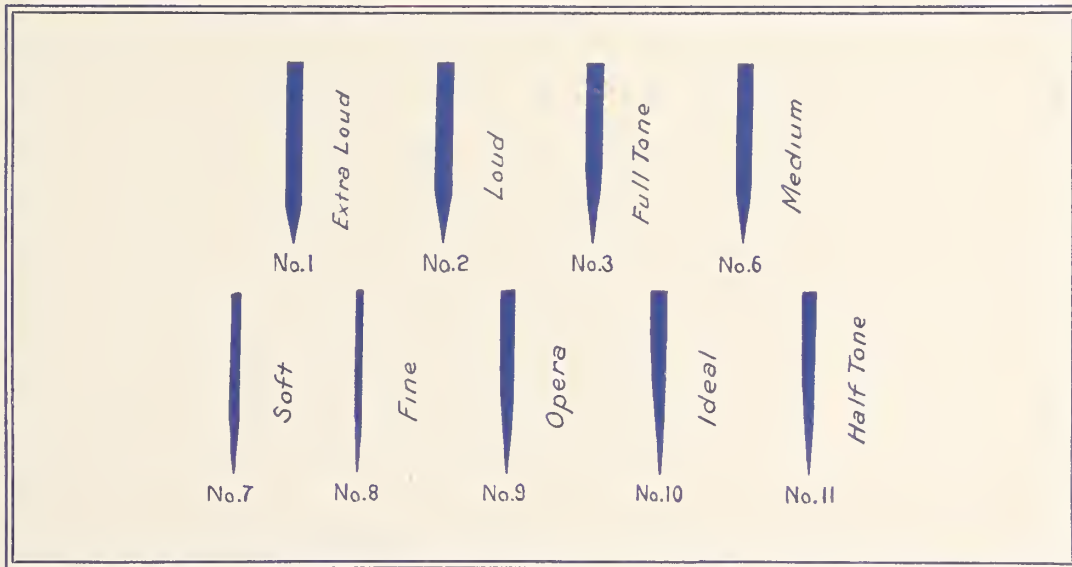 Extra Loud
No.1
Loud
No.2
Full Tone
No.3
Medium
No.6
Soft
No.7
Fine
No.8
Opera
No.9
Ideal
No.10
Half Tone
No.11